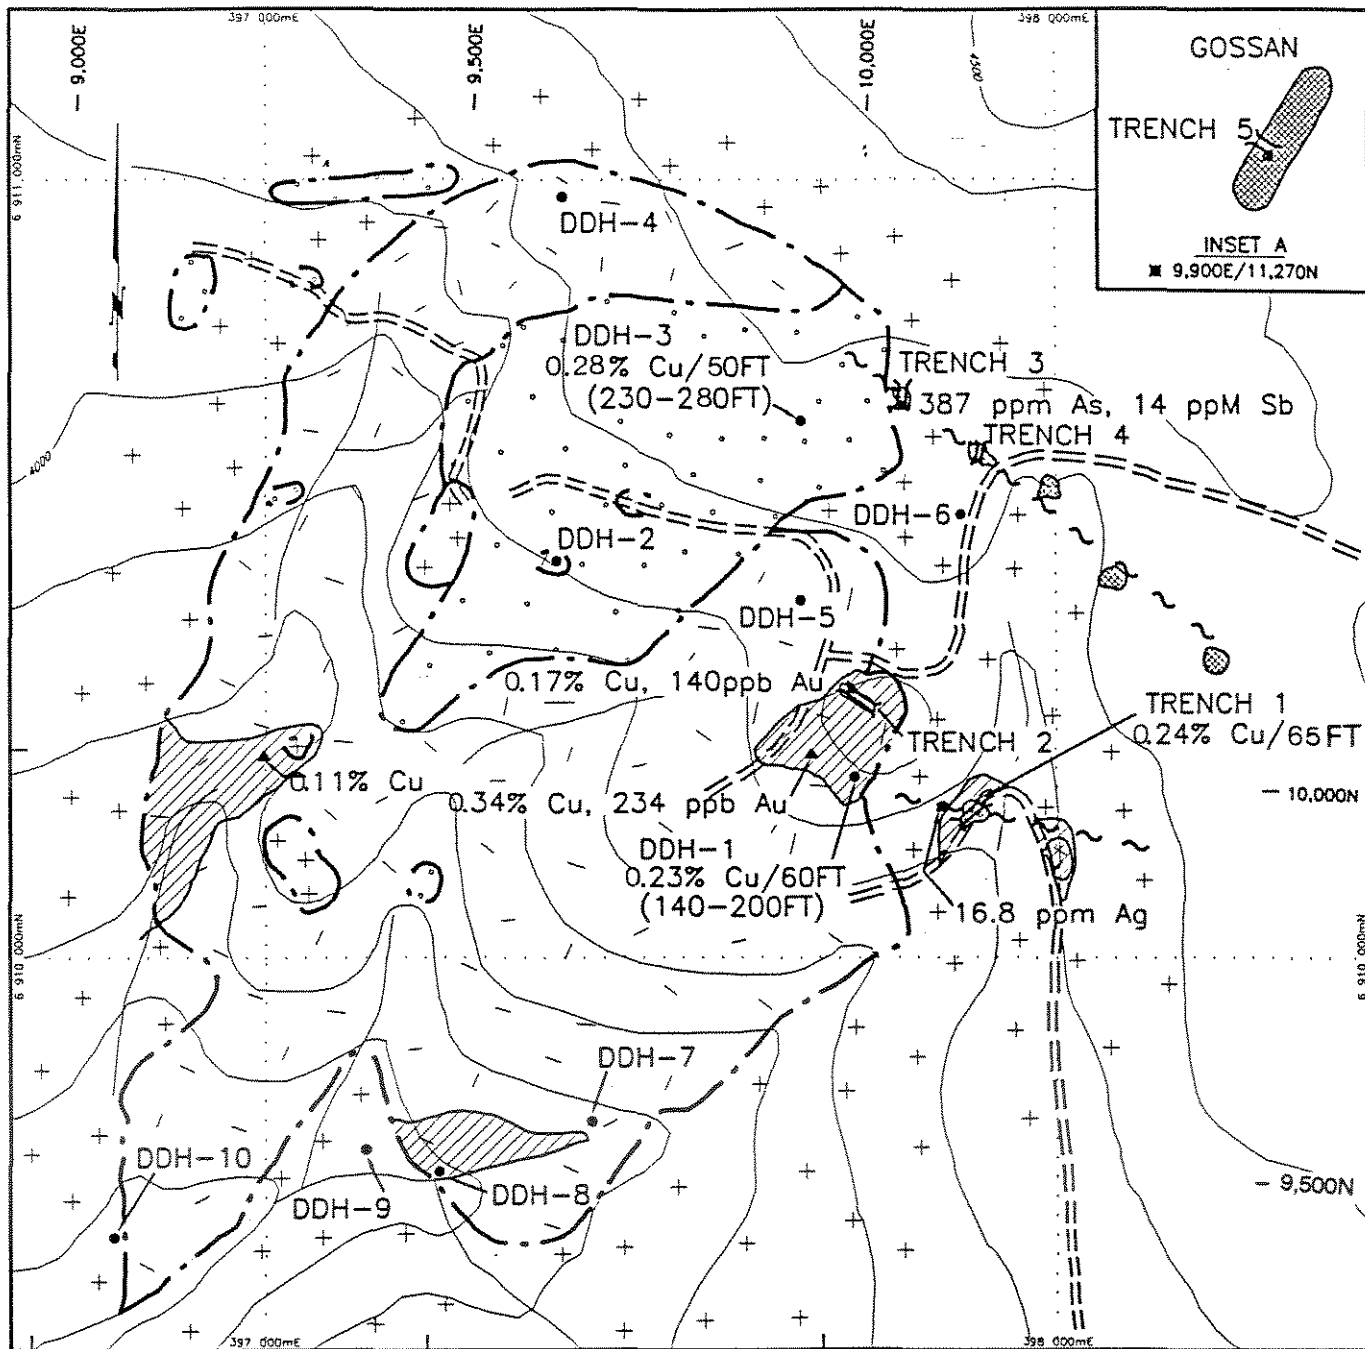 397 000mE
398 000mE
9,000E
9,500E
10,000E
4500
GOSSAN
TRENCH 5
INSET A
9,900E/11,270N
6 911 000mN
DDH-4
DDH-3
0.28% Cu/50FT
(230-280FT)
TRENCH 3
387 ppm As, 14 ppM Sb
TRENCH 4
4000
DDH-6
DDH-2
DDH-5
0.17% Cu, 140ppb Au
TRENCH 1
0.24% Cu/65FT
TRENCH 2
0.11% Cu
0.34% Cu, 234 ppb Au
- 10,000N
DDH-1
0.23% Cu/60FT
(140-200FT)
16.8 ppm Ag
6 910 000mN
6 910 000mN
DDH-7
DDH-10
DDH-9
DDH-8
- 9,500N
397 000mE
398 000mE